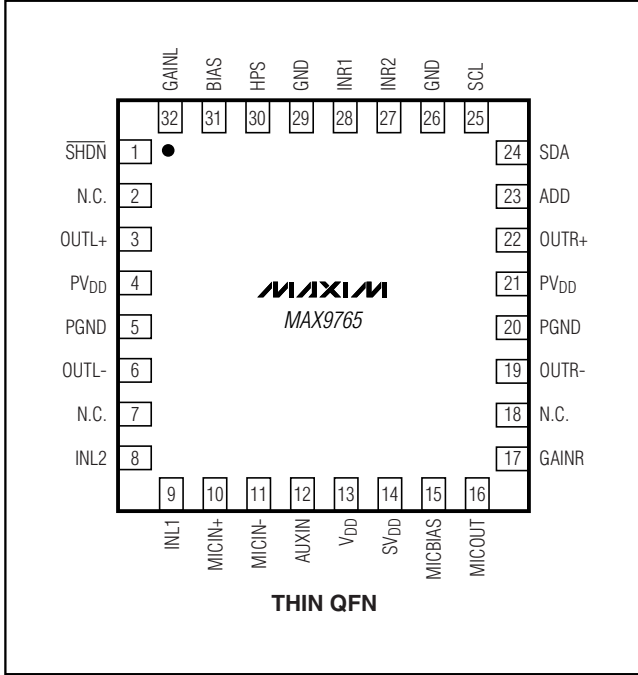 GAINL
BIAS
HPS
GND
INR1
INR2
GND
SCL
32
31
30
29
28
27
26
25
SHDN 1
N.C. 2
OUTL+ 3
PVDD 4
PGND 5
OUTL- 6
N.C. 7
INL2 8
24 SDA
23 ADD
22 OUTR+
21 PVDD
20 PGND
19 OUTR-
18 N.C.
17 GAINR
MAXIM
MAX9765
9
10
11
12
13
14
15
16
INL1
MICIN+
MICIN-
AUXIN
VDD
SVDD
MICBIAS
MICOUT
THIN QFN